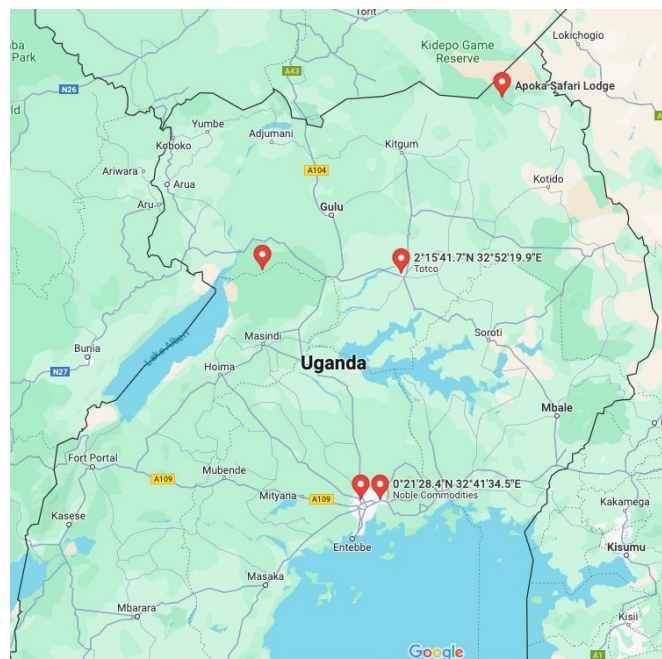 Torit
Lokichogio
Kidepo Game
Reserve
Park
N26
A43
Apoka Safari Lodge
Yumbe
Koboko
Adjumani
Kitgum
Ariwara
Arua
A104
Kotido
Aru
Gulu
2°15'41.7"N 32°52'19.9"E
Totco
Lake Albert
Masindi
Soroti
Bunia
Uganda
N27
Hoima
Mbale
Fort Portal
A109
Mubende
Mityana
A109
0°21'28.4"N 32°41'34.5"E
Noble Commodities
Kakamega
Kasese
Entebbe
Kisumu
Masaka
Mbarara
Kisii
Google
A1